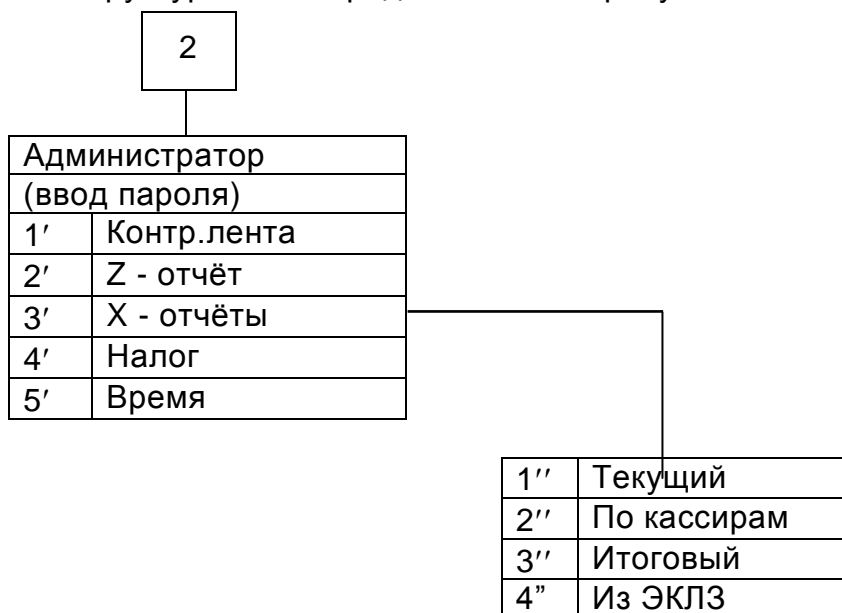 2
Администратор
(ввод пароля)
1′ Контр.лента
2′ Z - отчёт
3′ X - отчёты
4′ Налог
5′ Время
1′′ Текущий
2′′ По кассирам
3′′ Итоговый
4” Из ЭКЛЗ